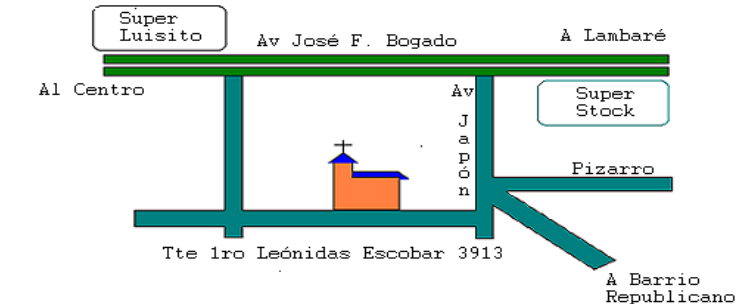 Super
Luisito
Av José F. Bogado
A Lambaré
Al Centro
Av
Japón
Super
Stock
Pizarro
Tte 1ro Leónidas Escobar 3913
A Barrio
Republicano